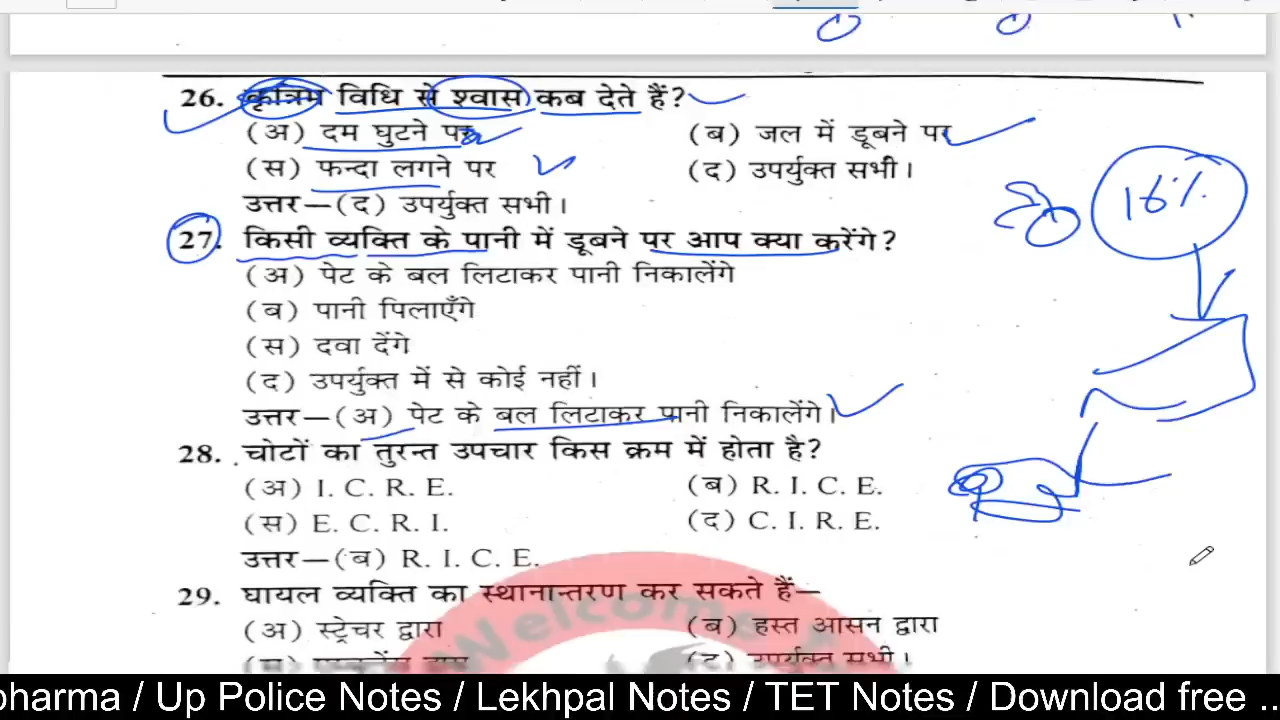 26. कृत्रिम विधि से श्वास कब देते हैं?
(अ) दम घुटने पर (ब) जल में डूबने पर
(स) फन्दा लगने पर (द) उपर्युक्त सभी।
उत्तर—(द) उपर्युक्त सभी।
16%
27. किसी व्यक्ति के पानी में डूबने पर आप क्या करेंगे?
(अ) पेट के बल लिटाकर पानी निकालेंगे
(ब) पानी पिलाएँगे
(स) दवा देंगे
(द) उपर्युक्त में से कोई नहीं।
उत्तर—(अ) पेट के बल लिटाकर पानी निकालेंगे।
28. चोटों का तुरन्त उपचार किस क्रम में होता है?
(अ) I. C. R. E. (ब) R. I. C. E.
(स) E. C. R. I. (द) C. I. R. E.
उत्तर—(ब) R. I. C. E.
29. घायल व्यक्ति का स्थानान्तरण कर सकते हैं—
Welcome
(अ) स्ट्रेचर द्वारा (ब) हस्त आसन द्वारा
(द) उपर्युक्त सभी।
pharma / Up Police Notes / Lekhpal Notes / TET Notes / Download free ..